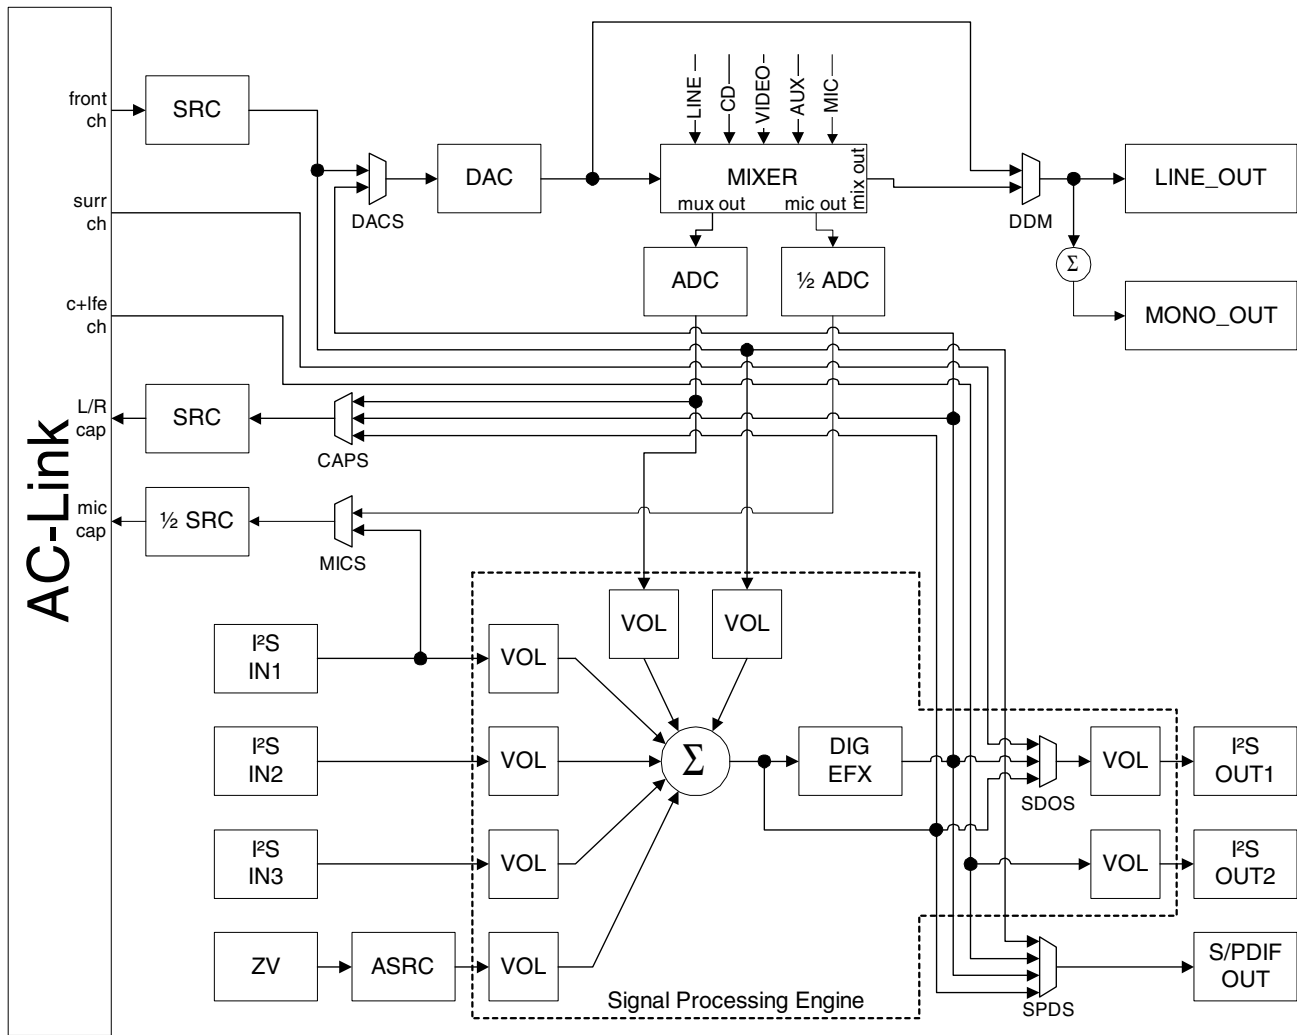 AC-Link
front
ch
SRC
surr
ch
c+lfe
ch
L/R
cap
SRC
mic
cap
½ SRC
DACS
DAC
LINE
CD
VIDEO
AUX
MIC
MIXER
mix out
mux out
mic out
DDM
LINE_OUT
Σ
MONO_OUT
ADC
½ ADC
CAPS
MICS
VOL
VOL
I²S
IN1
VOL
I²S
IN2
VOL
Σ
DIG
EFX
SDOS
VOL
I²S
OUT1
I²S
IN3
VOL
VOL
I²S
OUT2
ZV
ASRC
VOL
Signal Processing Engine
SPDS
S/PDIF
OUT